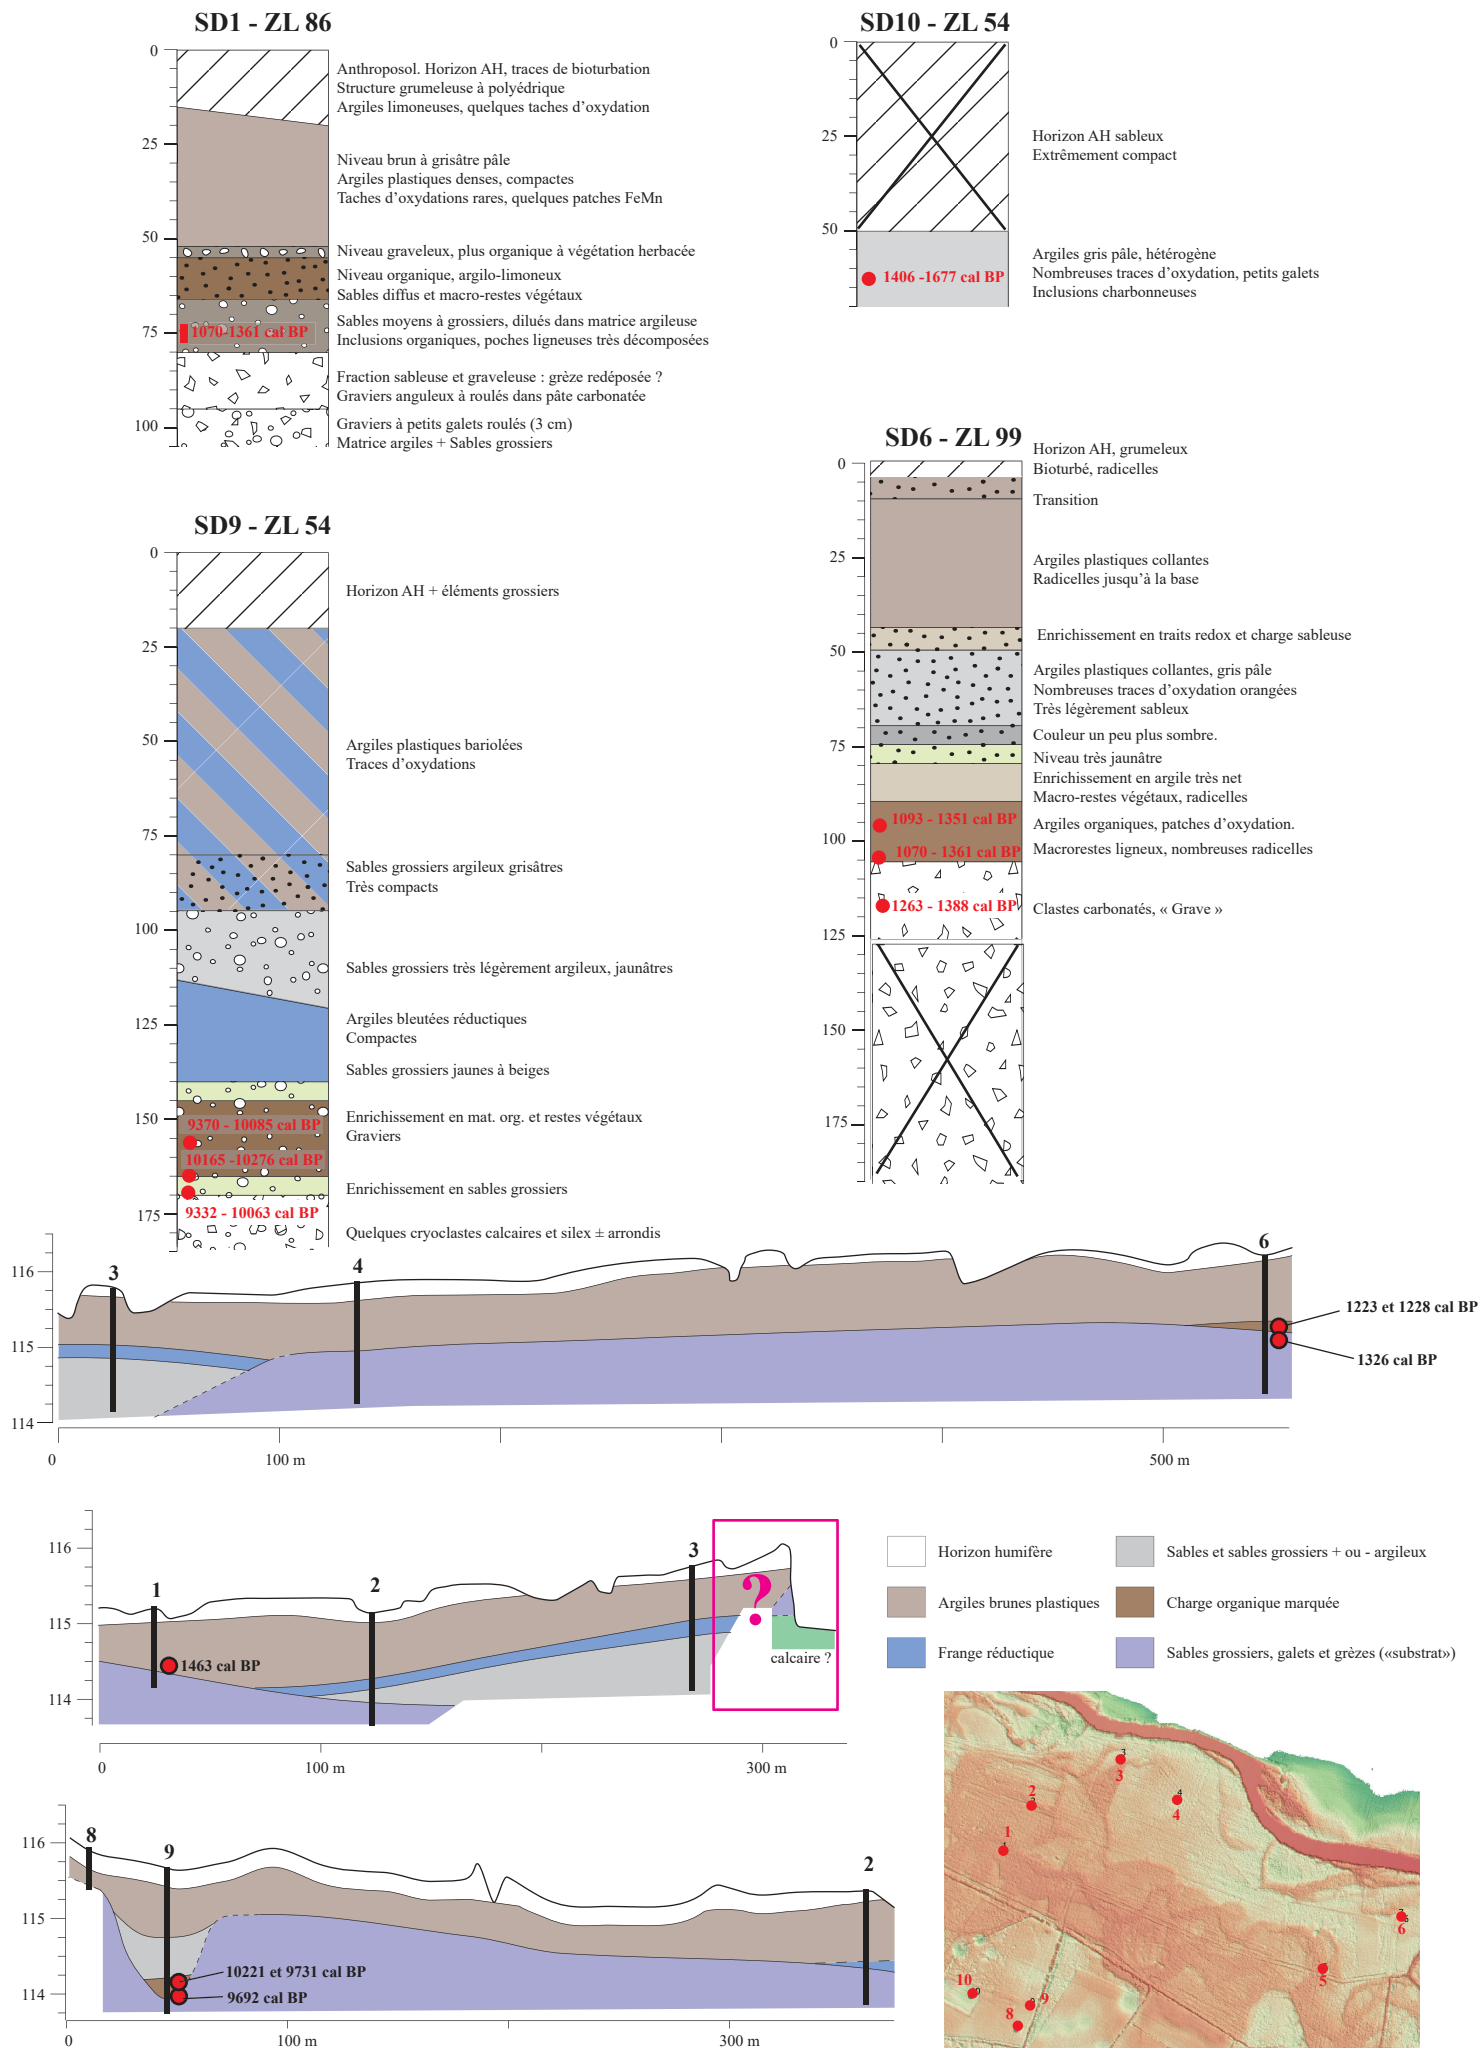 SD1 - ZL 86
0
25
50
75
100
Anthroposol. Horizon AH, traces de bioturbation
Structure grumeleuse à polyédrique
Argiles limoneuses, quelques taches d’oxydation
Niveau brun à grisâtre pâle
Argiles plastiques denses, compactes
Taches d’oxydations rares, quelques patches FeMn
Niveau graveleux, plus organique à végétation herbacée
Niveau organique, argilo-limoneux
Sables diffus et macro-restes végétaux
Sables moyens à grossiers, dilués dans matrice argileuse
Inclusions organiques, poches ligneuses très décomposées
1070-1361 cal BP
Fraction sableuse et graveleuse : grèze redéposée ?
Graviers anguleux à roulés dans pâte carbonatée
Graviers à petits galets roulés (3 cm)
Matrice argiles + Sables grossiers
SD10 - ZL 54
0
25
50
Horizon AH sableux
Extrêmement compact
Argiles gris pâle, hétérogène
Nombreuses traces d’oxydation, petits galets
Inclusions charbonneuses
1406 -1677 cal BP
SD6 - ZL 99
0
25
50
75
100
125
150
175
Horizon AH, grumeleux
Bioturbé, radicelles
Transition
Argiles plastiques collantes
Radicelles jusqu’à la base
Enrichissement en traits redox et charge sableuse
Argiles plastiques collantes, gris pâle
Nombreuses traces d’oxydation orangées
Très légèrement sableux
Couleur un peu plus sombre.
Niveau très jaunâtre
Enrichissement en argile très net
Macro-restes végétaux, radicelles
1093 - 1351 cal BP
Argiles organiques, patches d’oxydation.
1070 - 1361 cal BP
Macrorestes ligneux, nombreuses radicelles
1263 - 1388 cal BP
Clastes carbonatés, « Grave »
SD9 - ZL 54
0
25
50
75
100
125
150
175
Horizon AH + éléments grossiers
Argiles plastiques bariolées
Traces d’oxydations
Sables grossiers argileux grisâtres
Très compacts
Sables grossiers très légèrement argileux, jaunâtres
Argiles bleutées réductiques
Compactes
Sables grossiers jaunes à beiges
Enrichissement en mat. org. et restes végétaux
Graviers
9370 - 10085 cal BP
10165 -10276 cal BP
Enrichissement en sables grossiers
9332 - 10063 cal BP
Quelques cryoclastes calcaires et silex ± arrondis
116
115
114
3
4
6
1223 et 1228 cal BP
1326 cal BP
0
100 m
500 m
116
115
114
1
2
3
?
1463 cal BP
calcaire ?
0
100 m
300 m
Horizon humifère
Argiles brunes plastiques
Frange réductique
Sables et sables grossiers + ou - argileux
Charge organique marquée
Sables grossiers, galets et grèzes («substrat»)
116
115
114
8
9
2
10221 et 9731 cal BP
9692 cal BP
0
100 m
300 m
3
3
2
4
4
1
6
5
10
9
8